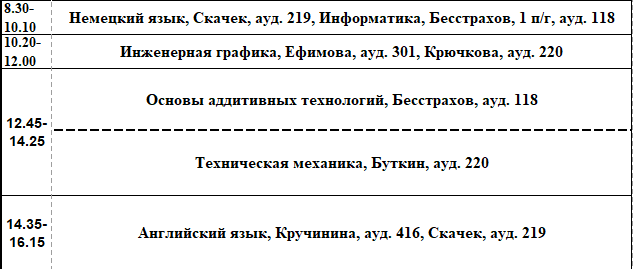 8.30-
10.10
Немецкий язык, Скачек, ауд. 219, Информатика, Бесстрахов, 1 п/г, ауд. 118
10.20-
12.00
Инженерная графика, Ефимова, ауд. 301, Крючкова, ауд. 220
12.45-
14.25
Основы аддитивных технологий, Бесстрахов, ауд. 118
Техническая механика, Буткин, ауд. 220
14.35-
16.15
Английский язык, Кручинина, ауд. 416, Скачек, ауд. 219